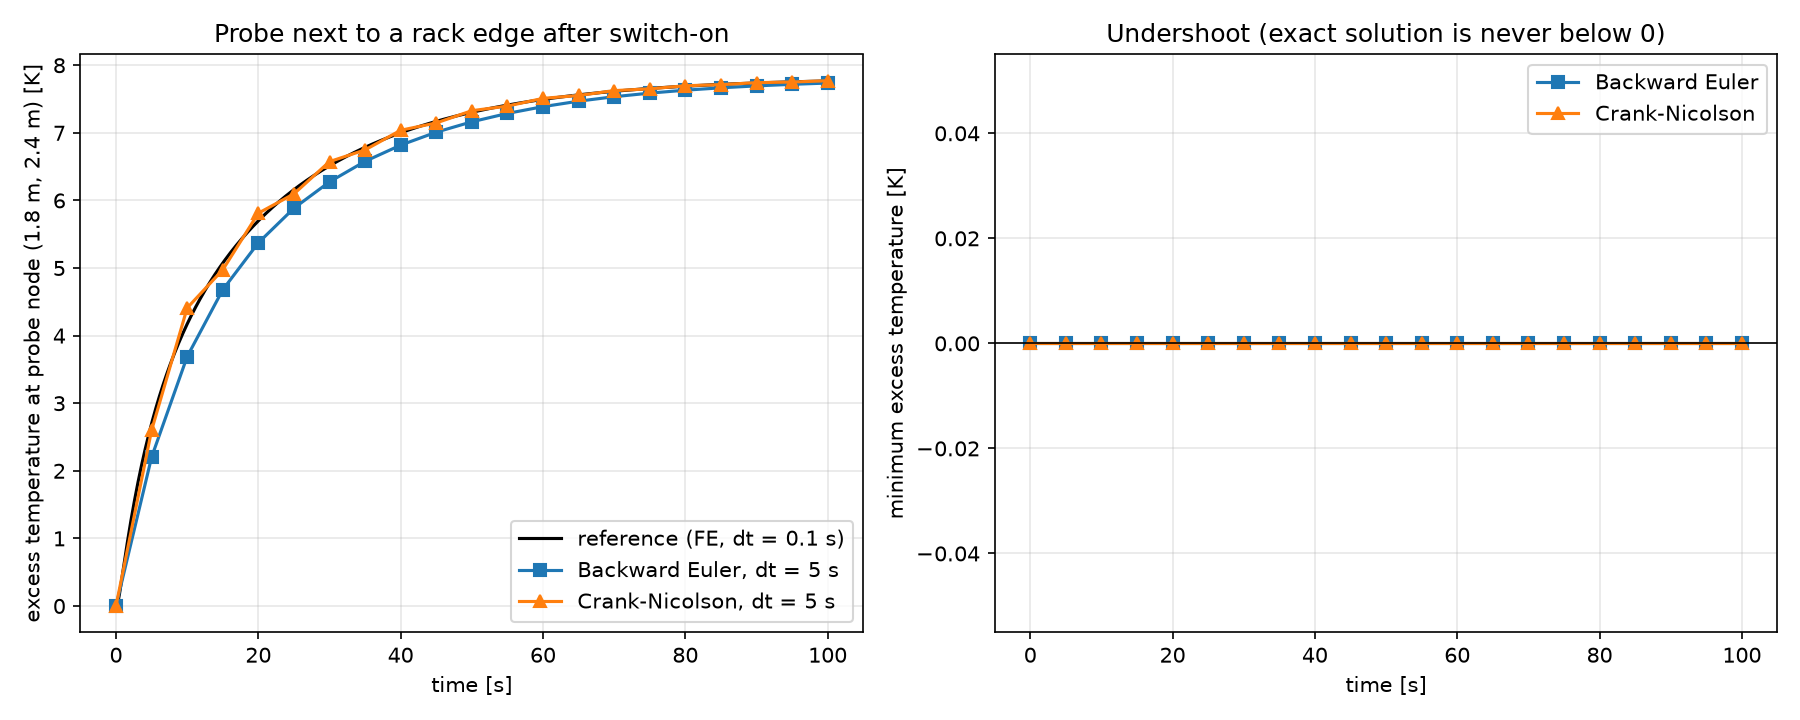 Probe next to a rack edge after switch-on
excess temperature at probe node (1.8 m, 2.4 m) [K]
8
7
6
5
4
3
2
1
0
reference (FE, dt = 0.1 s)
Backward Euler, dt = 5 s
Crank-Nicolson, dt = 5 s
0 20 40 60 80 100
time [s]
Undershoot (exact solution is never below 0)
minimum excess temperature [K]
Backward Euler
Crank-Nicolson
0.04
0.02
0.00
−0.02
−0.04
0 20 40 60 80 100
time [s]